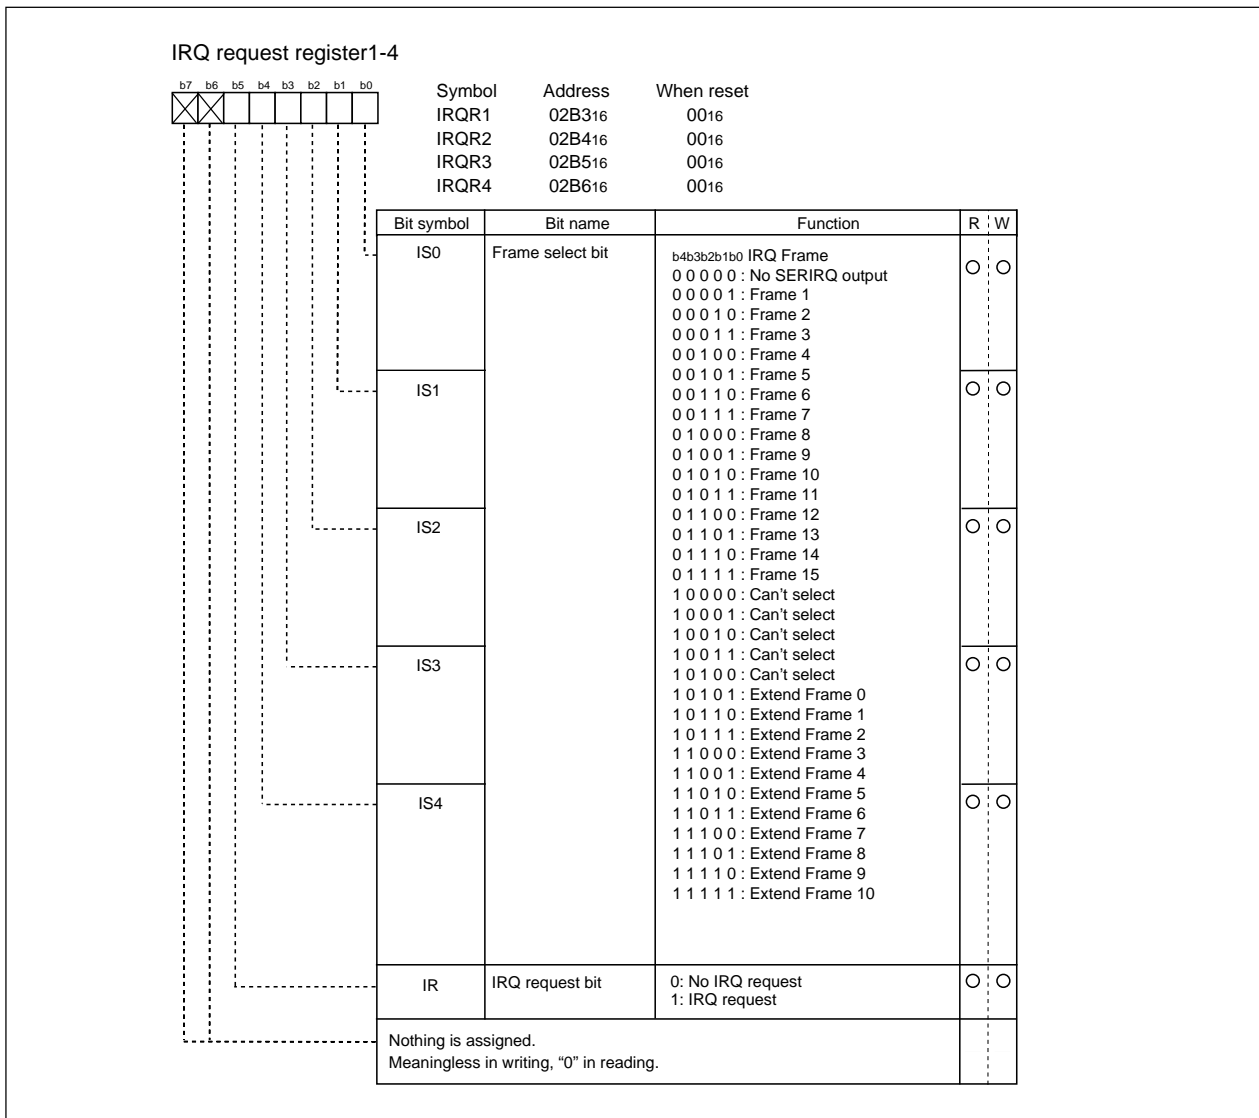 IRQ request register1-4
b7 b6 b5 b4 b3 b2 b1 b0
Symbol Address When reset
IRQR1 02B316 0016
IRQR2 02B416 0016
IRQR3 02B516 0016
IRQR4 02B616 0016
Bit symbol Bit name Function R W
IS0 Frame select bit b4b3b2b1b0 IRQ Frame
0 0 0 0 0 : No SERIRQ output
0 0 0 0 1 : Frame 1
0 0 0 1 0 : Frame 2
0 0 0 1 1 : Frame 3
0 0 1 0 0 : Frame 4
0 0 1 0 1 : Frame 5
IS1 0 0 1 1 0 : Frame 6
0 0 1 1 1 : Frame 7
0 1 0 0 0 : Frame 8
0 1 0 0 1 : Frame 9
0 1 0 1 0 : Frame 10
0 1 0 1 1 : Frame 11
0 1 1 0 0 : Frame 12
IS2 0 1 1 0 1 : Frame 13
0 1 1 1 0 : Frame 14
0 1 1 1 1 : Frame 15
1 0 0 0 0 : Can't select
1 0 0 0 1 : Can't select
1 0 0 1 0 : Can't select
1 0 0 1 1 : Can't select
IS3 1 0 1 0 0 : Can't select
1 0 1 0 1 : Extend Frame 0
1 0 1 1 0 : Extend Frame 1
1 0 1 1 1 : Extend Frame 2
1 1 0 0 0 : Extend Frame 3
1 1 0 0 1 : Extend Frame 4
1 1 0 1 0 : Extend Frame 5
IS4 1 1 0 1 1 : Extend Frame 6
1 1 1 0 0 : Extend Frame 7
1 1 1 0 1 : Extend Frame 8
1 1 1 1 0 : Extend Frame 9
1 1 1 1 1 : Extend Frame 10
IR IRQ request bit 0: No IRQ request
1: IRQ request
Nothing is assigned.
Meaningless in writing, “0” in reading.